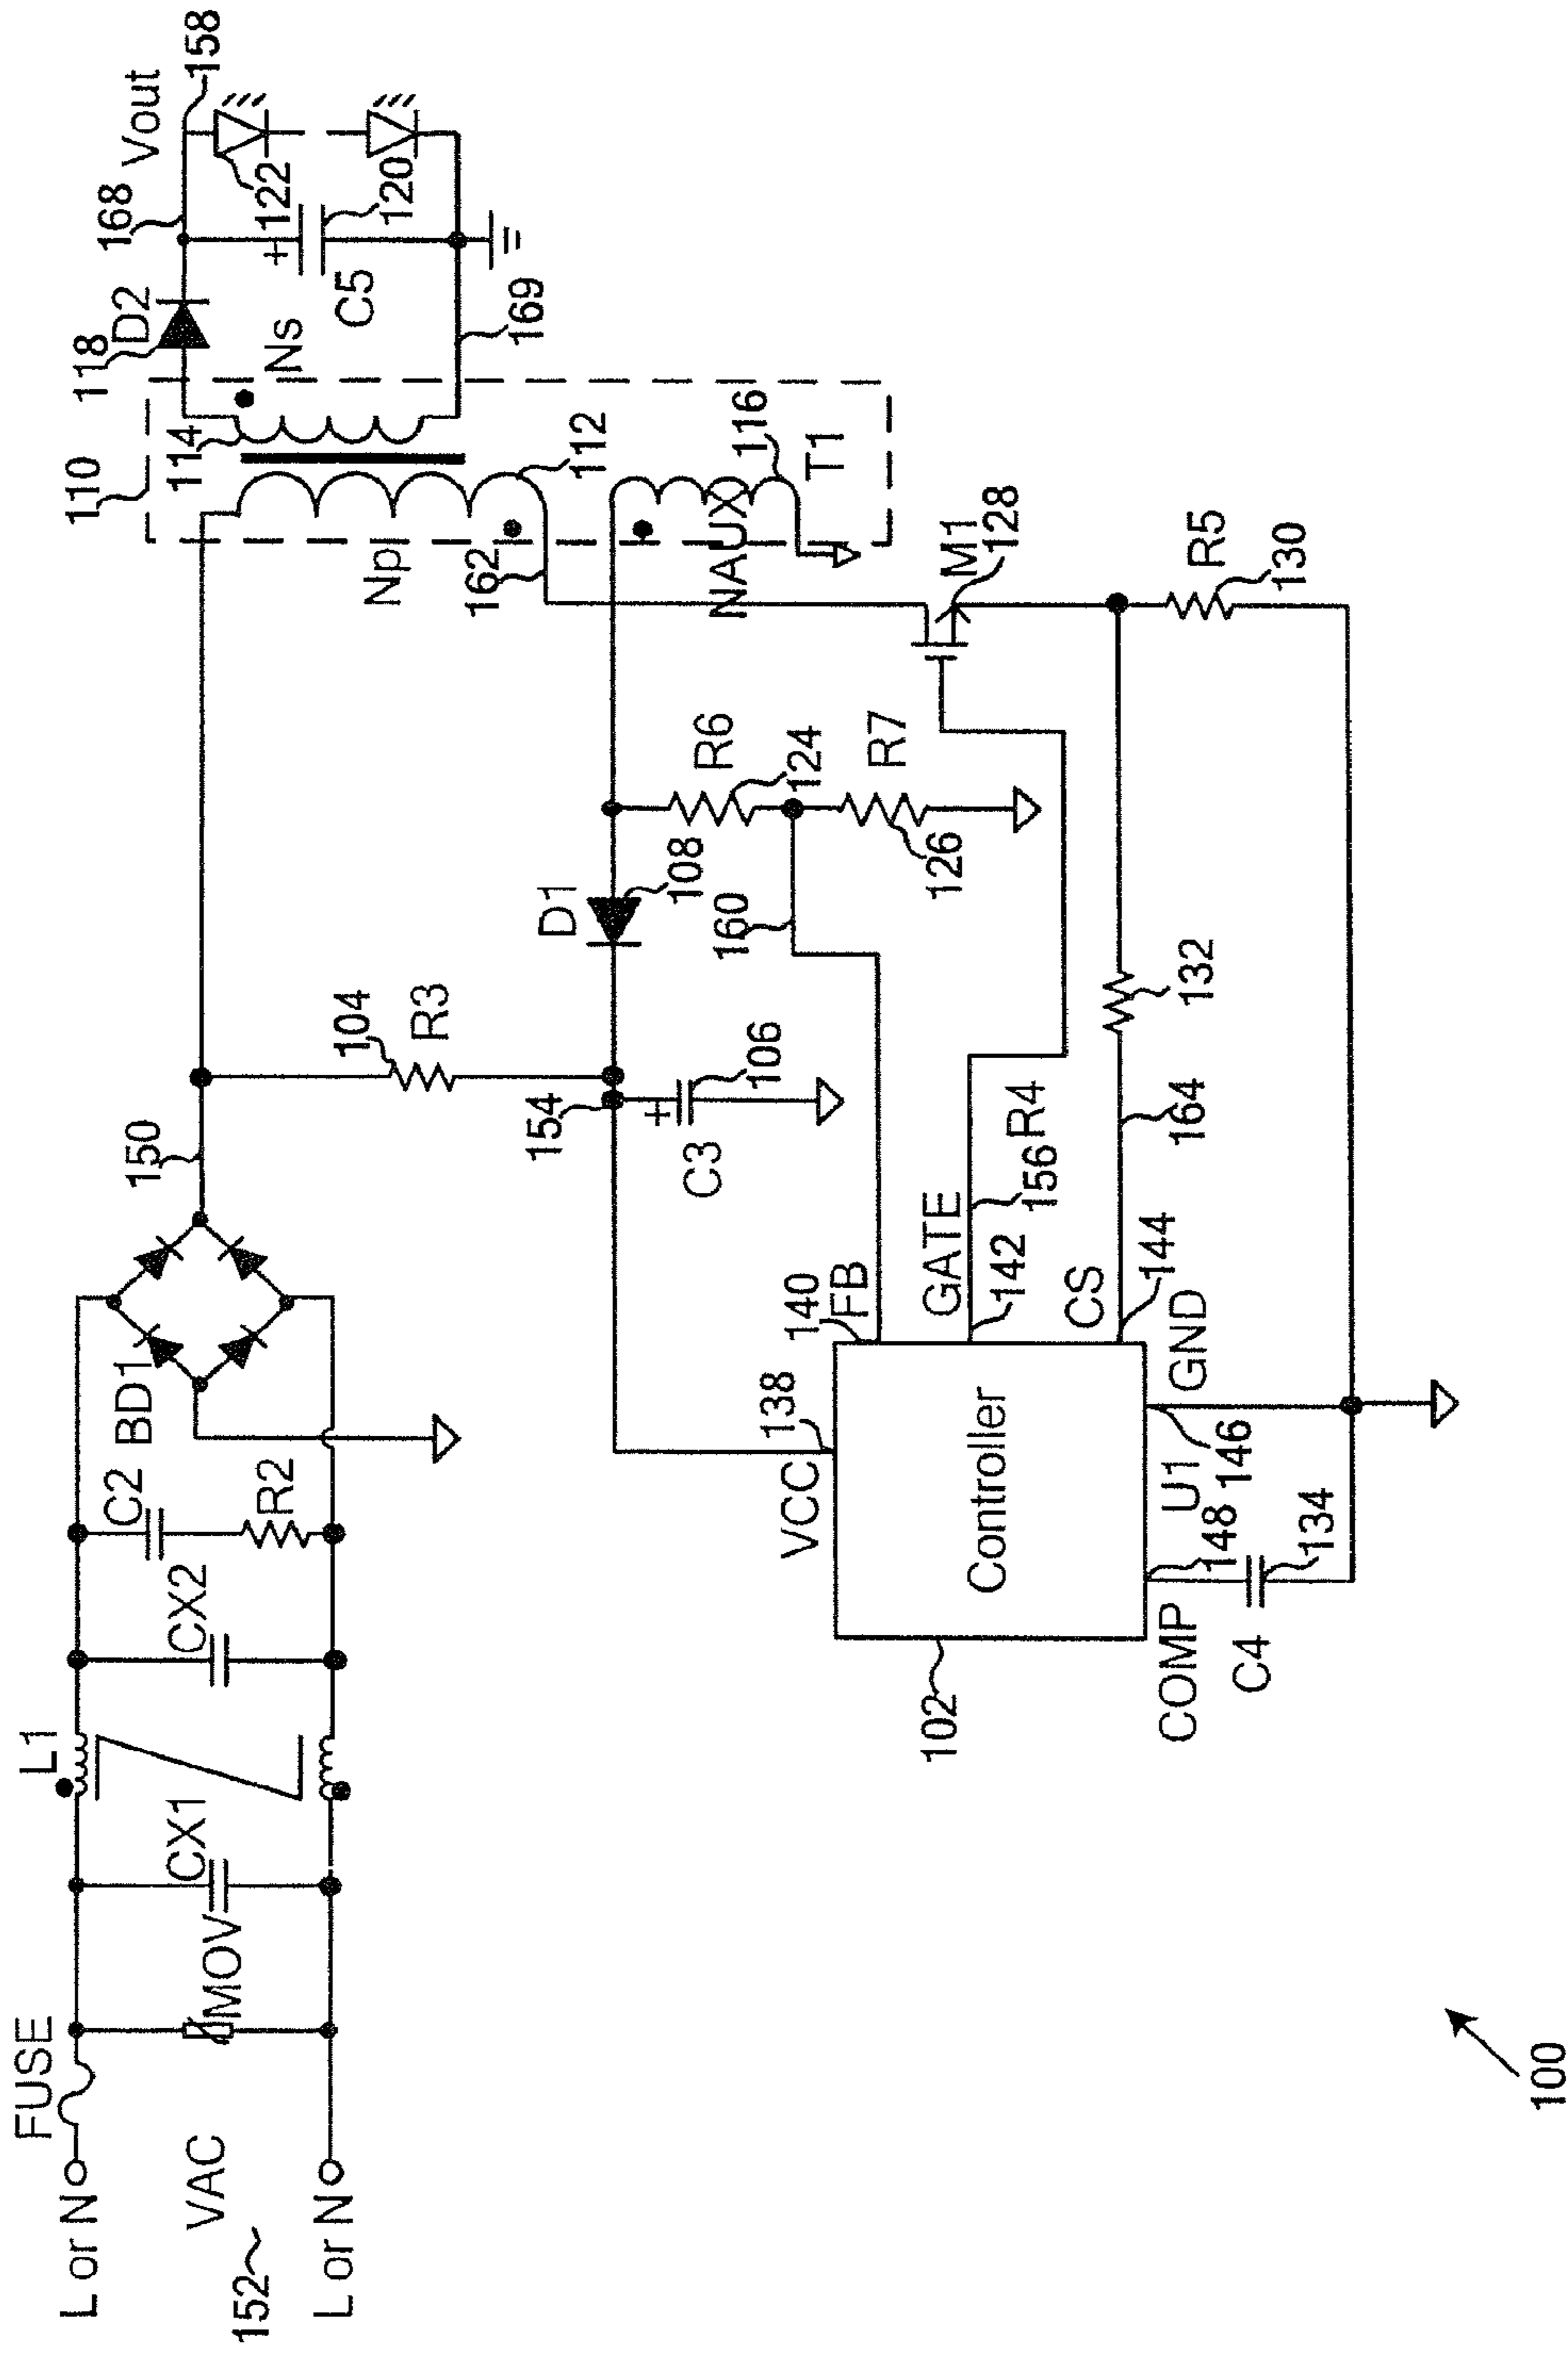 FUSE
L or N
VAC
152
L or N
MOV
CX1
L1
CX2
C2
R2
BD1
150
104
R3
154
106
C3
D1
108
160
R6
124
R7
126
110
114
118
D2
Ns
Np
112
162
NAUX
116
T1
168
Vout
158
122
120
C5
169
M1
128
R5
130
132
164
R4
156
VCC
138
140
FB
GATE
142
CS
144
GND
146
U1
148
COMP
C4
134
Controller
102
100